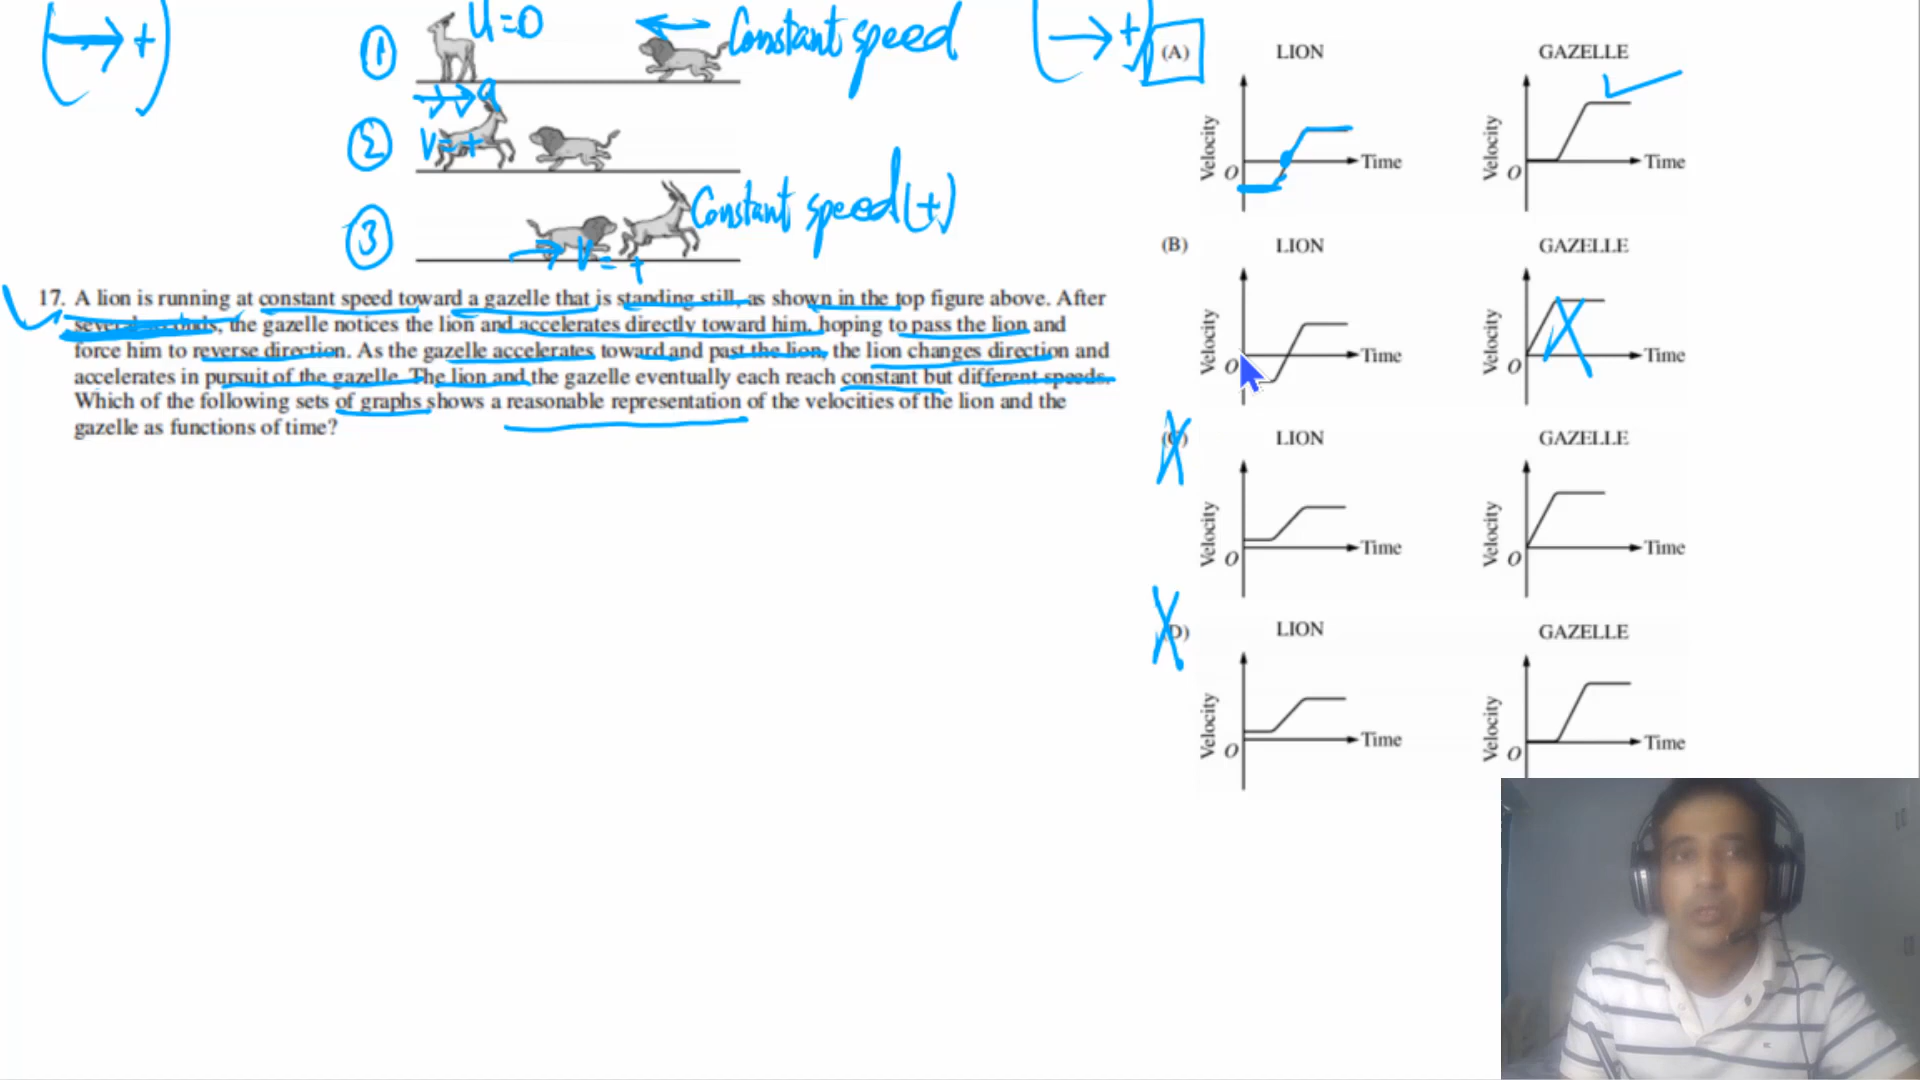 → +
① U=0 Constant speed
a
② V=+
③ Constant speed (+)
V=+
17. A lion is running at constant speed toward a gazelle that is standing still, as shown in the top figure above. After
several seconds, the gazelle notices the lion and accelerates directly toward him, hoping to pass the lion and
force him to reverse direction. As the gazelle accelerates toward and past the lion, the lion changes direction and
accelerates in pursuit of the gazelle. The lion and the gazelle eventually each reach constant but different speeds.
Which of the following sets of graphs shows a reasonable representation of the velocities of the lion and the
gazelle as functions of time?
→ +
(A) LION GAZELLE
Velocity O Time Velocity O Time
(B) LION GAZELLE
Velocity O Time Velocity O Time
(C) LION GAZELLE
Velocity O Time Velocity O Time
(D) LION GAZELLE
Velocity O Time Velocity O Time